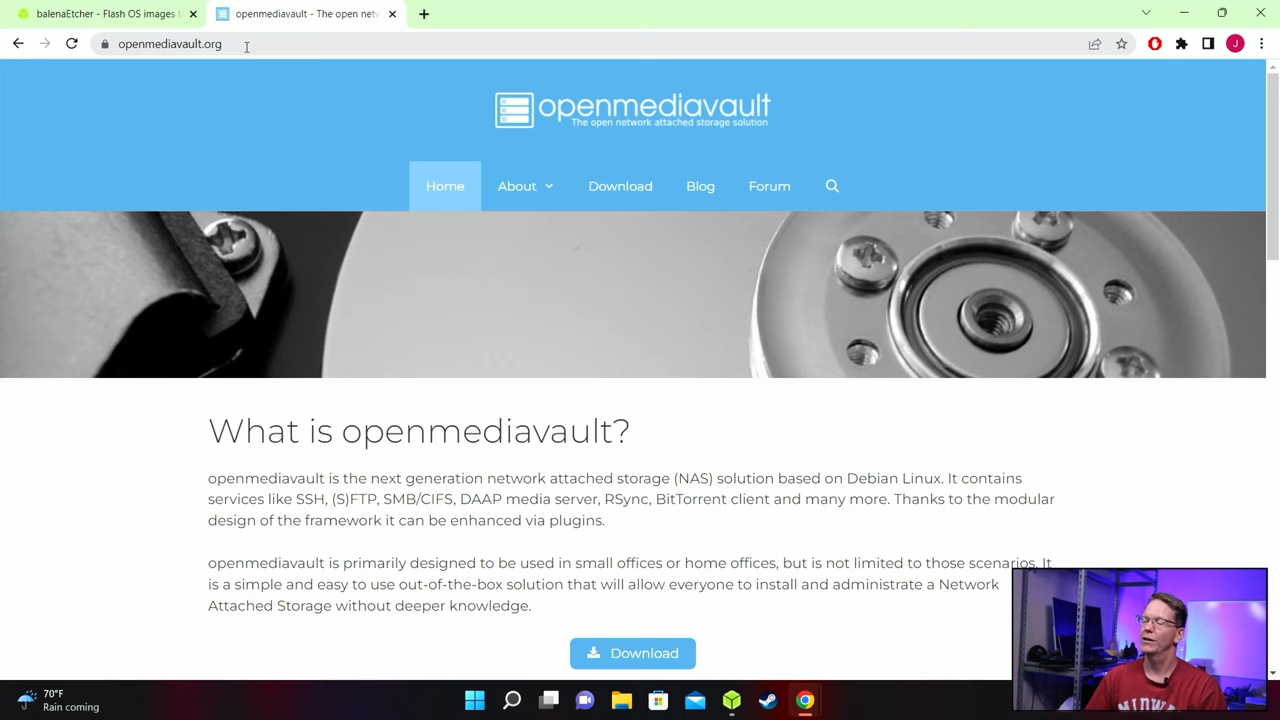 balenaEtcher - Flash OS images t
openmediavault - The open net
openmediavault.org
J
openmediavault
The open network attached storage solution
Home
About
Download
Blog
Forum
What is openmediavault?
openmediavault is the next generation network attached storage (NAS) solution based on Debian Linux. It contains
services like SSH, (S)FTP, SMB/CIFS, DAAP media server, RSync, BitTorrent client and many more. Thanks to the modular
design of the framework it can be enhanced via plugins.
openmediavault is primarily designed to be used in small offices or home offices, but is not limited to those scenarios. It
is a simple and easy to use out-of-the-box solution that will allow everyone to install and administrate a Network
Attached Storage without deeper knowledge.
Download
70°F
Rain coming